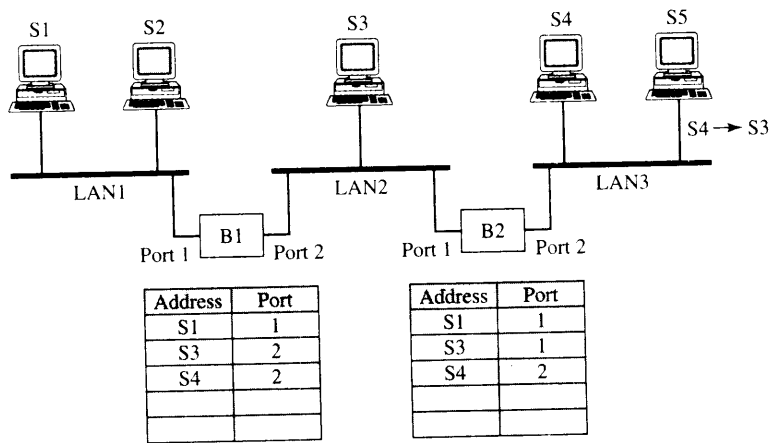 S1 S2 S3 S4 S5
S4 → S3
LAN1 LAN2 LAN3
Port 1 B1 Port 2 Port 1 B2 Port 2
Address Port
S1 1
S3 2
S4 2
Address Port
S1 1
S3 1
S4 2